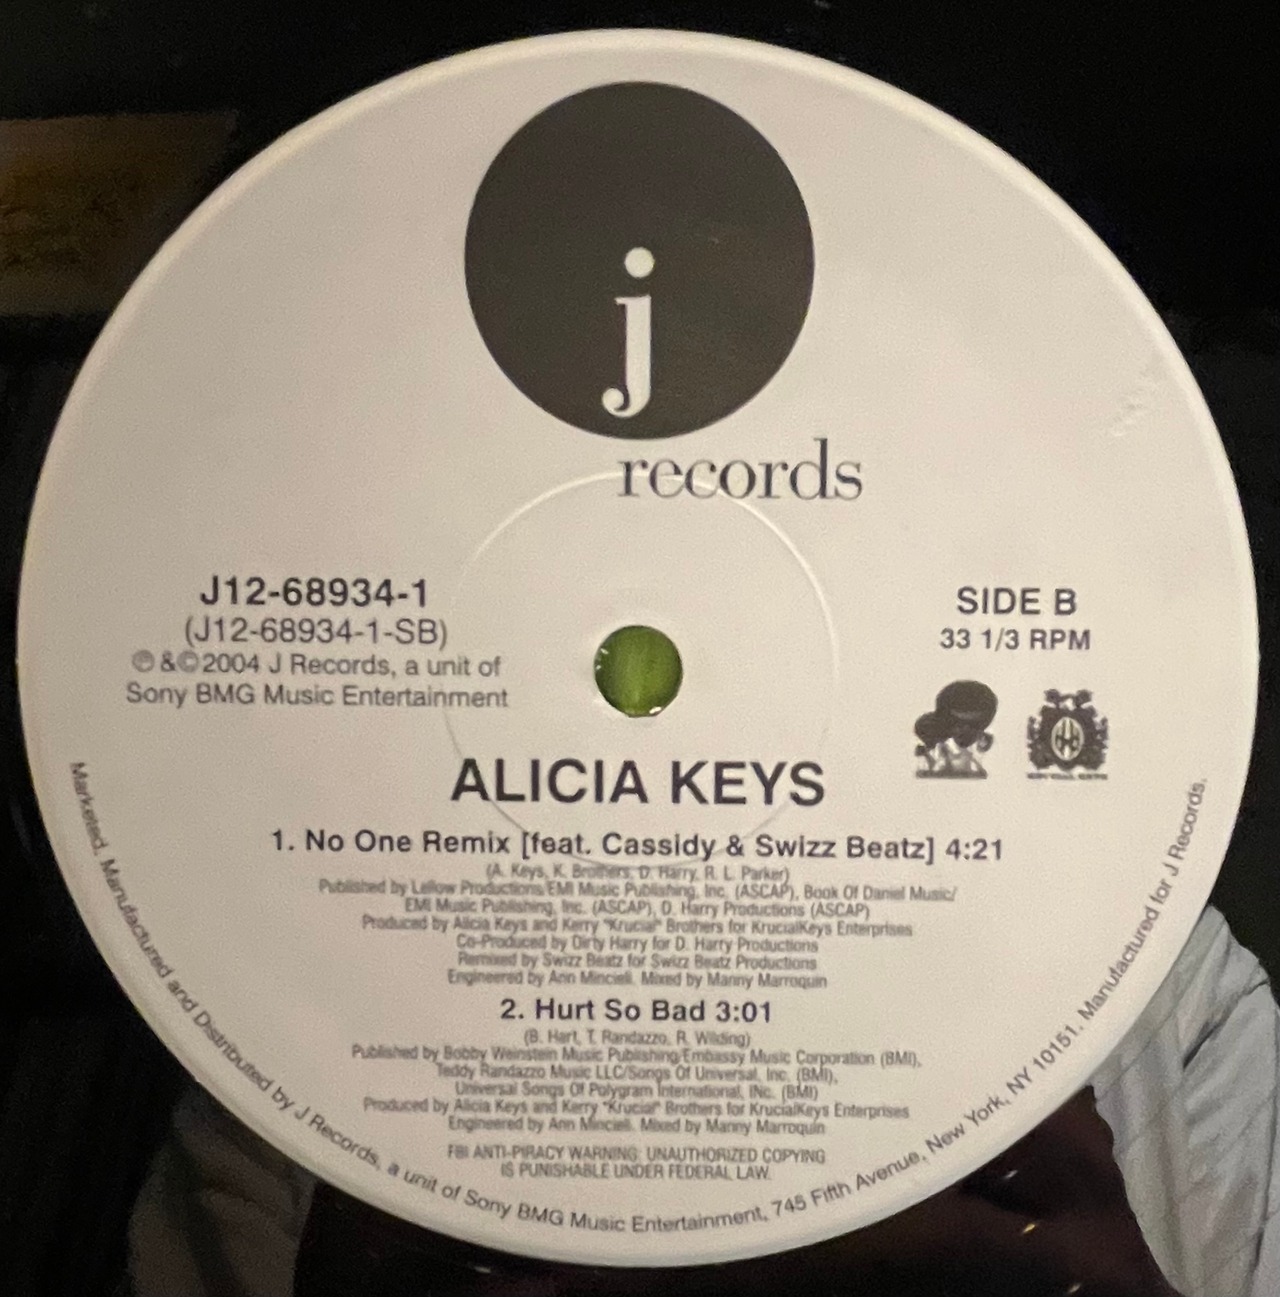 j
records
J12-68934-1
(J12-68934-1-SB)
℗&©2004 J Records, a unit of
Sony BMG Music Entertainment
SIDE B
33 1/3 RPM
ALICIA KEYS
1. No One Remix [feat. Cassidy & Swizz Beatz] 4:21
(A. Keys, K. Brothers, D. Harry, R. L. Parker)
Published by Lellow Productions/EMI Music Publishing, Inc. (ASCAP), Book Of Daniel Music/
EMI Music Publishing, Inc. (ASCAP), D. Harry Productions (ASCAP)
Produced by Alicia Keys and Kerry "Krucial" Brothers for KrucialKeys Enterprises
Co-Produced by Dirty Harry for D. Harry Productions
Remixed by Swizz Beatz for Swizz Beatz Productions
Engineered by Ann Mincieli. Mixed by Manny Marroquin
2. Hurt So Bad 3:01
(B. Hart, T. Randazzo, R. Wilding)
Published by Bobby Weinstein Music Publishing/Embassy Music Corporation (BMI),
Teddy Randazzo Music LLC/Songs Of Universal, Inc. (BMI),
Universal Songs Of Polygram International, INc. (BMI)
Produced by Alicia Keys and Kerry "Krucial" Brothers for KrucialKeys Enterprises
Engineered by Ann Mincieli. Mixed by Manny Marroquin
FBI ANTI-PIRACY WARNING: UNAUTHORIZED COPYING
IS PUNISHABLE UNDER FEDERAL LAW.
Marketed, Manufactured and Distributed by J Records, a unit of Sony BMG Music Entertainment, 745 Fifth Avenue, New York, NY 10151. Manufactured for J Records.